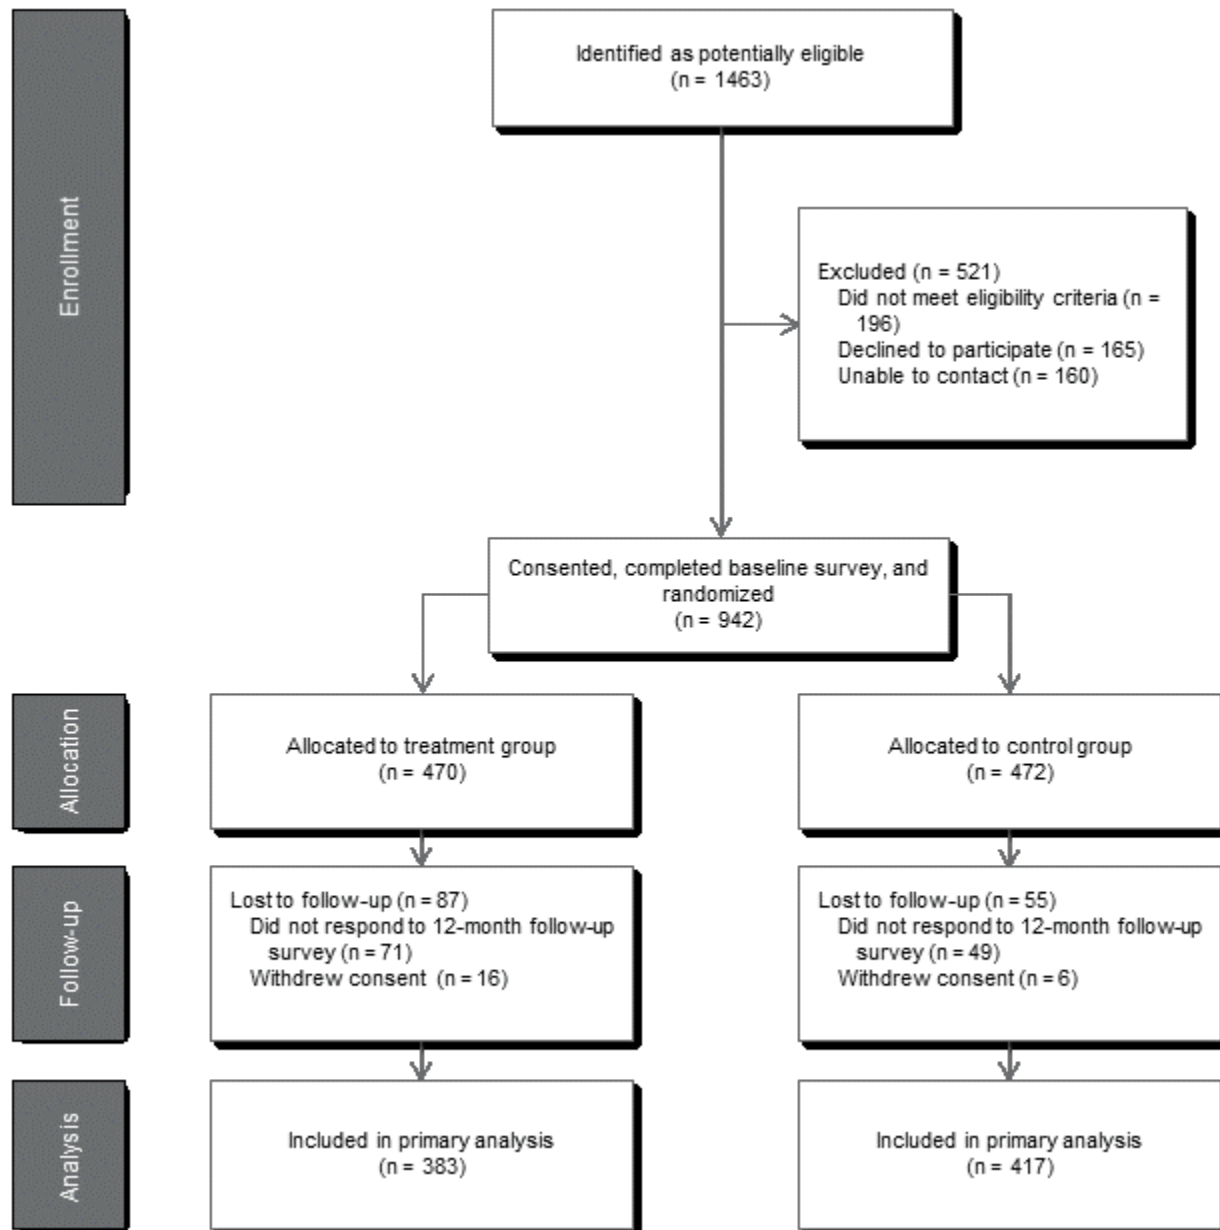 Enrollment
Identified as potentially eligible
(n = 1463)
Excluded (n = 521)
Did not meet eligibility criteria (n =
196)
Declined to participate (n = 165)
Unable to contact (n = 160)
Consented, completed baseline survey, and
randomized
(n = 942)
Allocation
Allocated to treatment group
(n = 470)
Allocated to control group
(n = 472)
Follow-up
Lost to follow-up (n = 87)
Did not respond to 12-month follow-up
survey (n = 71)
Withdrew consent (n = 16)
Lost to follow-up (n = 55)
Did not respond to 12-month follow-up
survey (n = 49)
Withdrew consent (n = 6)
Analysis
Included in primary analysis
(n = 383)
Included in primary analysis
(n = 417)